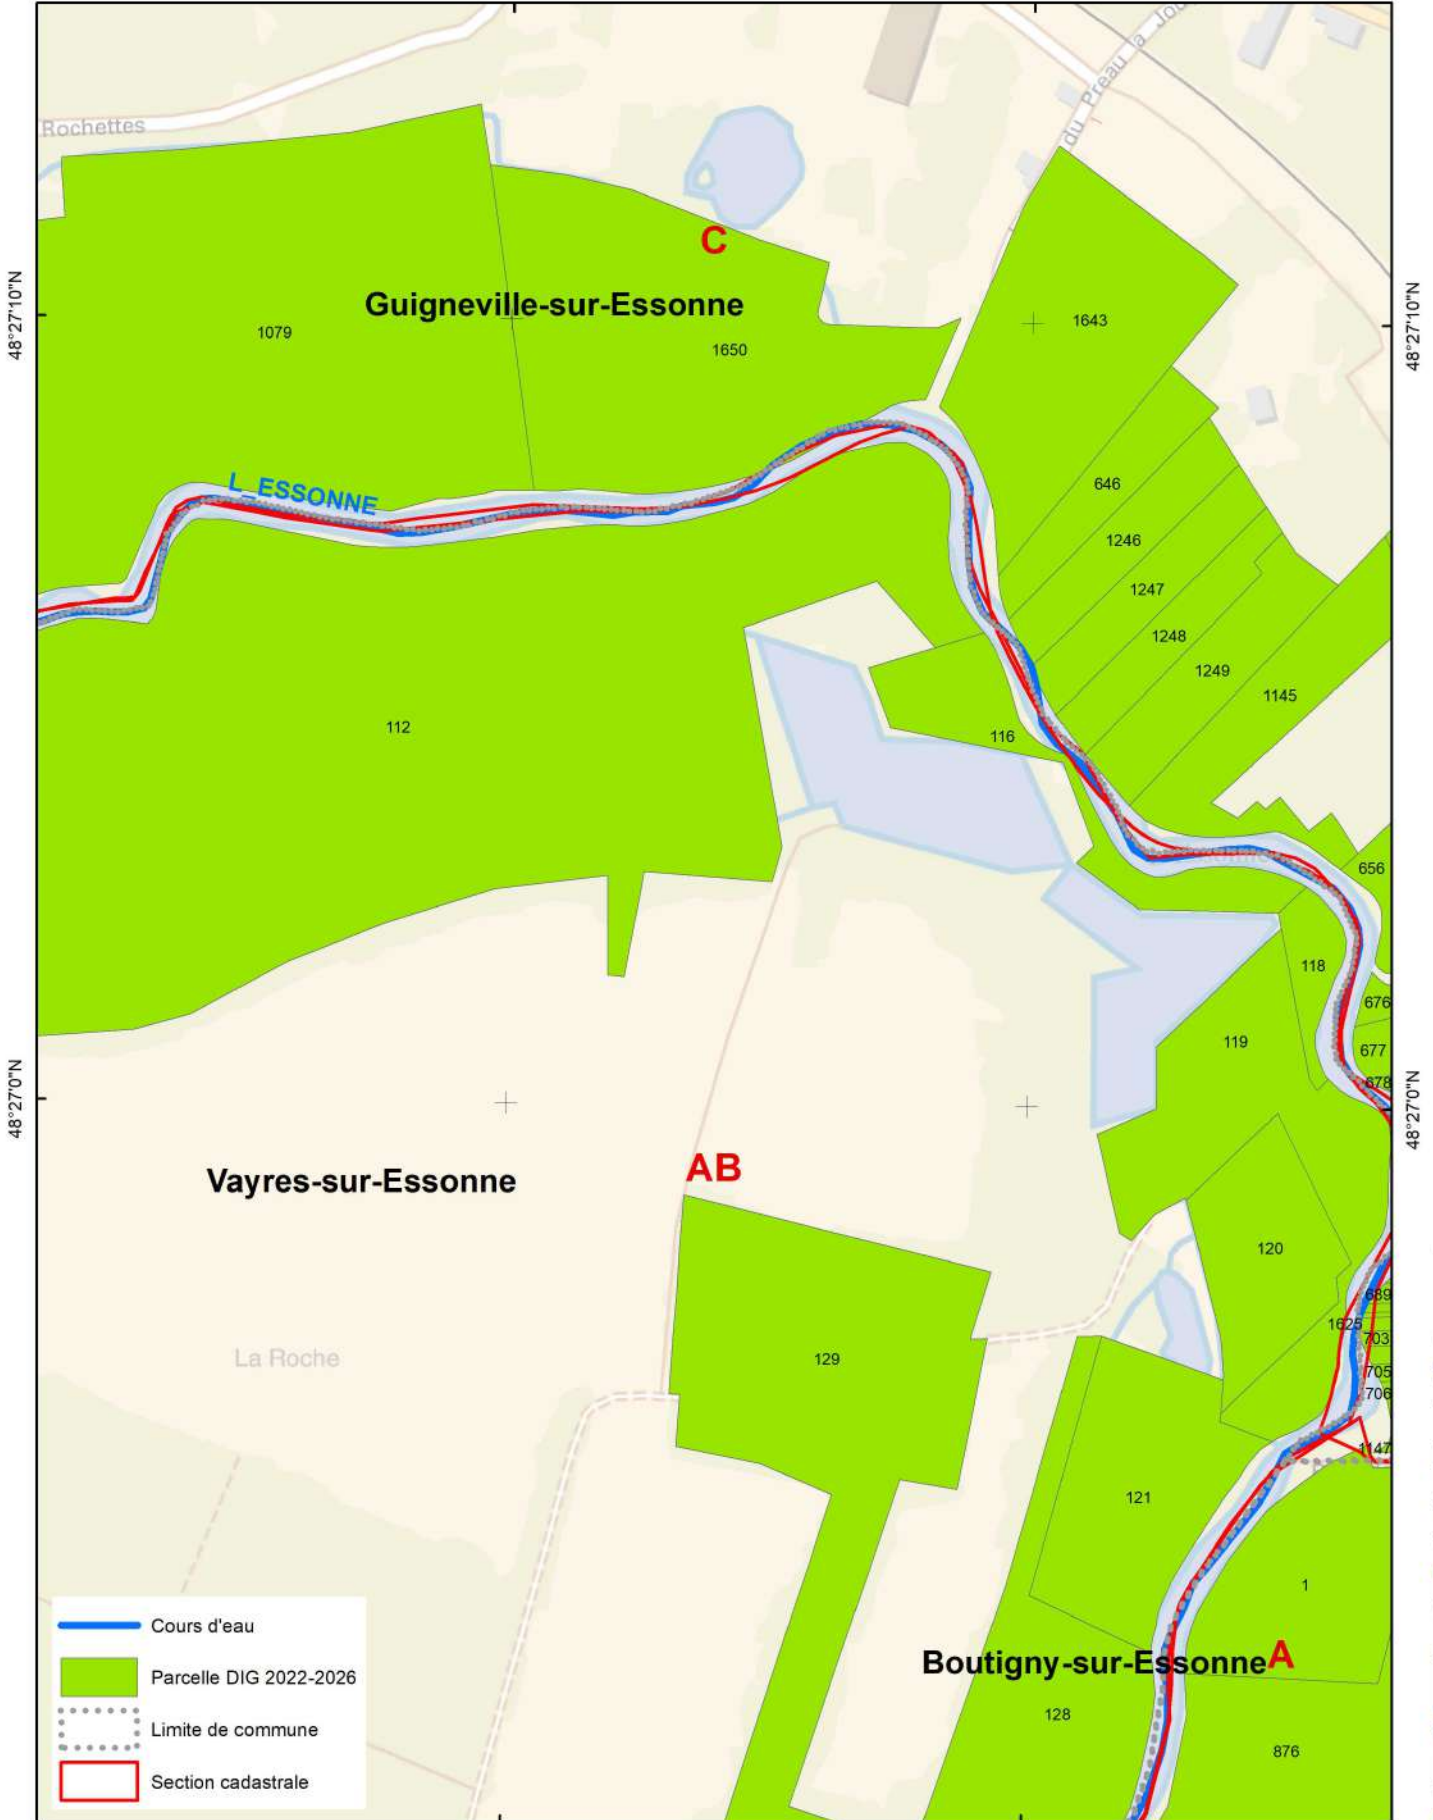 du Preau la Jou
Rochettes
C
48°27'10"N
Guigneville-sur-Essonne
48°27'10"N
1079
1643
1650
L_ESSONNE
646
1246
1247
1248
1249
1145
112
116
656
118
676
119
677
678
48°27'0"N
48°27'0"N
AB
Vayres-sur-Essonne
120
689
1625
703
La Roche
129
705
706
1147
121
1
Cours d'eau
Boutigny-sur-Essonne A
Parcelle DIG 2022-2026
128
Limite de commune
876
Section cadastrale